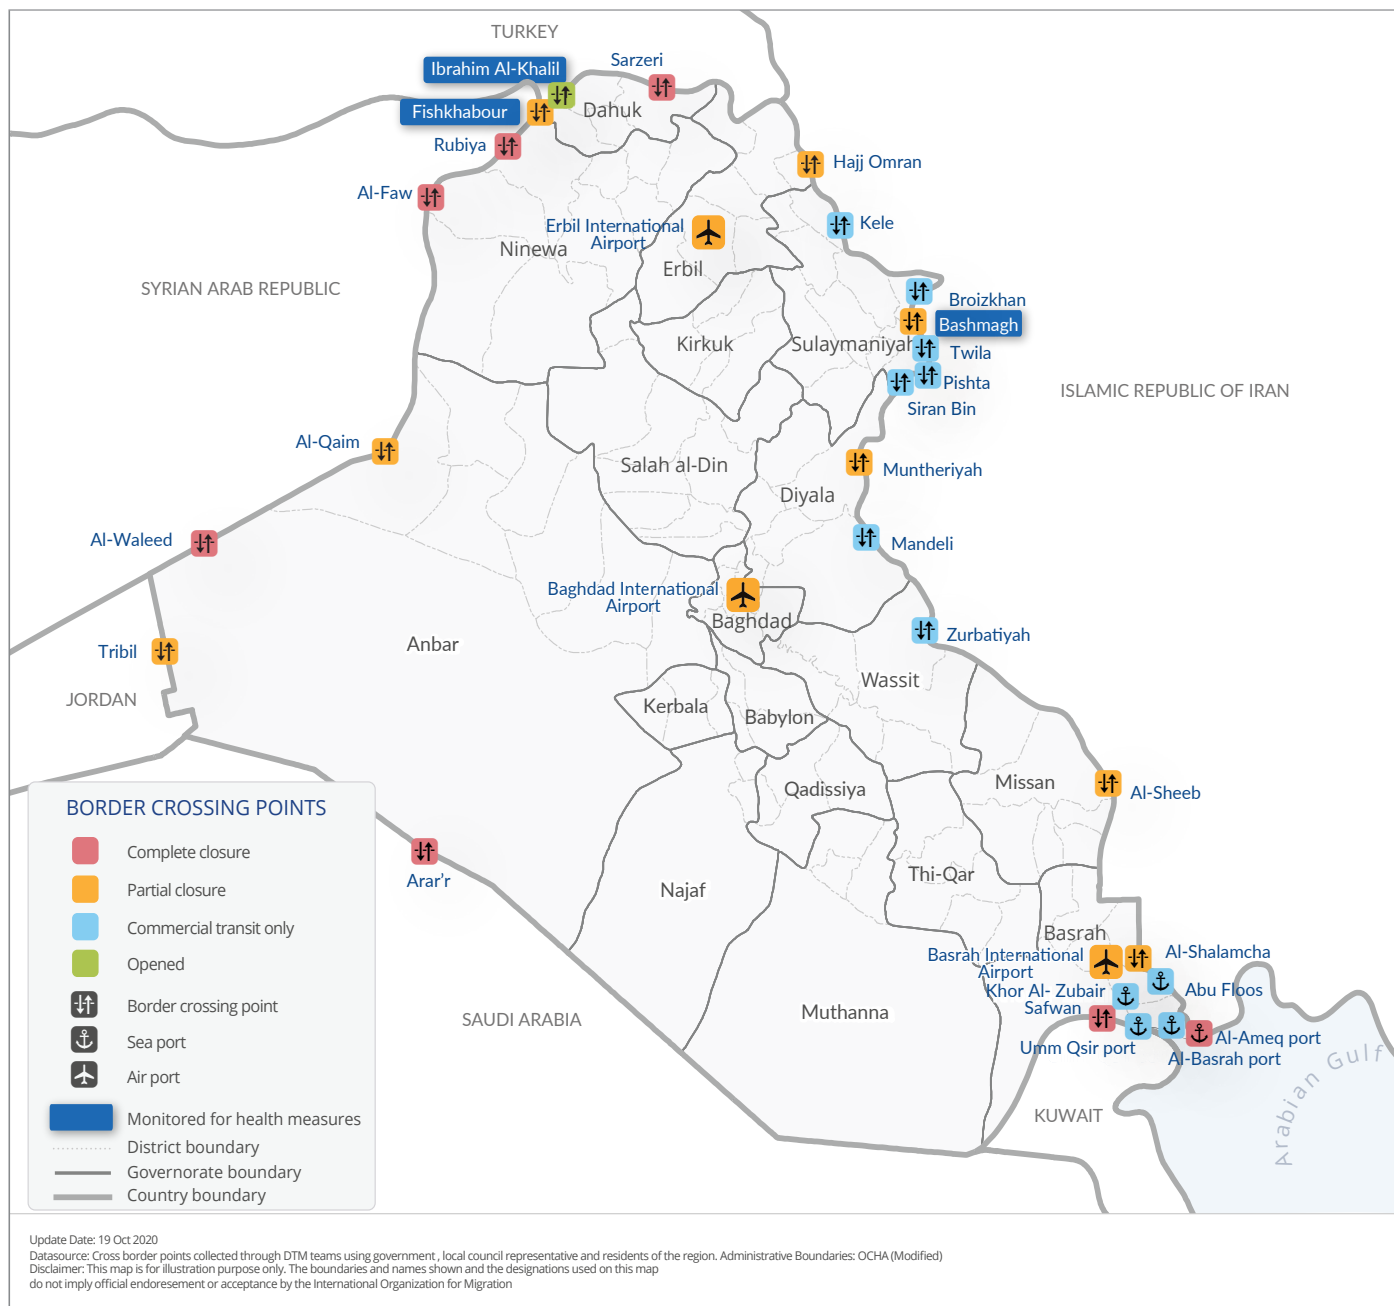 TURKEY
Ibrahim Al-Khalil
Sarzeri
Fishkhabour
Dahuk
Rubiya
Hajj Omran
Al-Faw
Kele
Erbil International
Airport
Ninewa
Erbil
SYRIAN ARAB REPUBLIC
Broizkhan
Bashmagh
Kirkuk
Sulaymaniyah
Twila
Pishta
ISLAMIC REPUBLIC OF IRAN
Siran Bin
Al-Qaim
Salah al-Din
Muntheriyah
Diyala
Al-Waleed
Mandeli
Baghdad International
Airport
Baghdad
Zurbatiyah
Anbar
Tribil
Wassit
JORDAN
Kerbala
Babylon
Missan
Qadissiya
Al-Sheeb
Arar'r
Thi-Qar
Najaf
Basrah
Basrah International
Airport
Al-Shalamcha
Khor Al- Zubair
Abu Floos
Safwan
Muthanna
SAUDI ARABIA
Umm Qsir port
Al-Ameq port
Al-Basrah port
Arabian Gulf
KUWAIT
BORDER CROSSING POINTS
Complete closure
Partial closure
Commercial transit only
Opened
Border crossing point
Sea port
Air port
Monitored for health measures
District boundary
Governorate boundary
Country boundary
Update Date: 19 Oct 2020
Datasource: Cross border points collected through DTM teams using government , local council representative and residents of the region. Administrative Boundaries: OCHA (Modified)
Disclaimer: This map is for illustration purpose only. The boundaries and names shown and the designations used on this map
do not imply official endoresement or acceptance by the International Organization for Migration